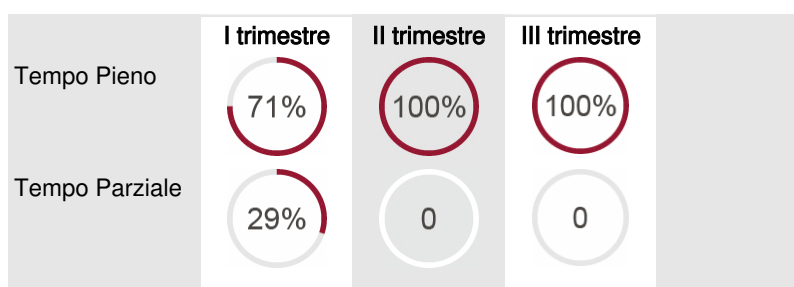 I trimestre II trimestre III trimestre
Tempo Pieno
71% 100% 100%
Tempo Parziale
29% 0 0